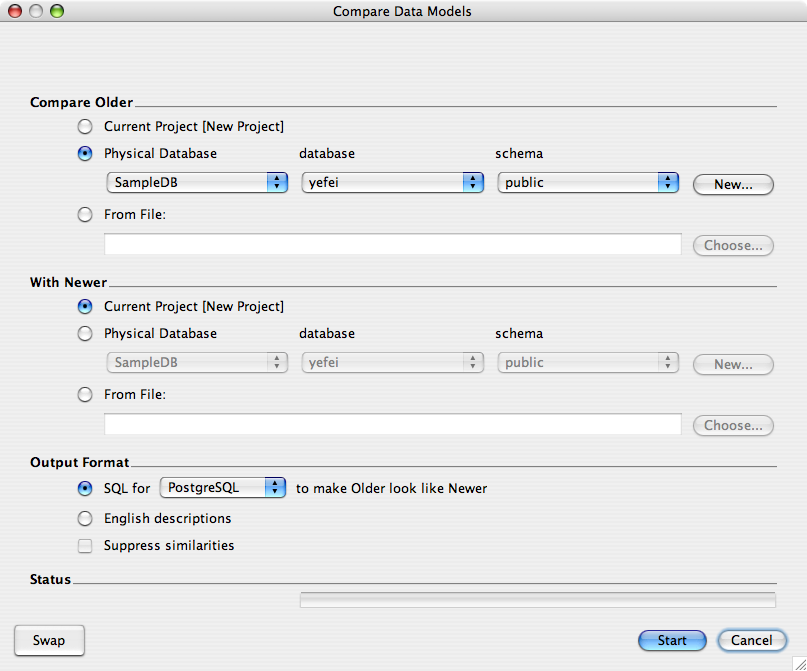 Compare Data Models
Compare Older
Current Project [New Project]
Physical Database database schema
SampleDB yefei public New...
From File:
Choose...
With Newer
Current Project [New Project]
Physical Database database schema
SampleDB yefei public New...
From File:
Choose...
Output Format
SQL for PostgreSQL to make Older look like Newer
English descriptions
Suppress similarities
Status
Swap Start Cancel